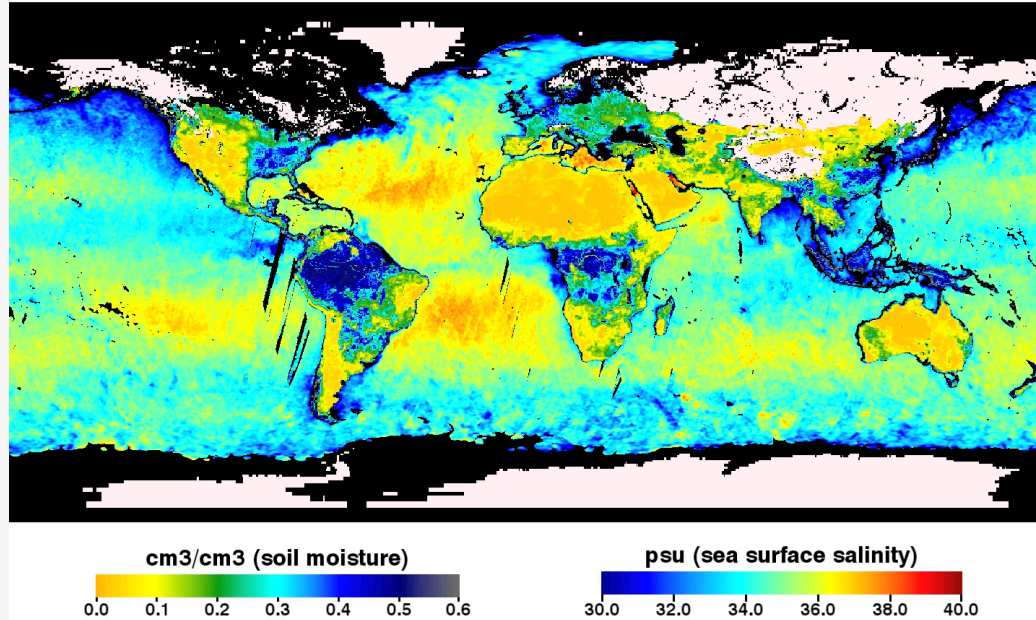 cm3/cm3 (soil moisture)
0.0 0.1 0.2 0.3 0.4 0.5 0.6
psu (sea surface salinity)
30.0 32.0 34.0 36.0 38.0 40.0